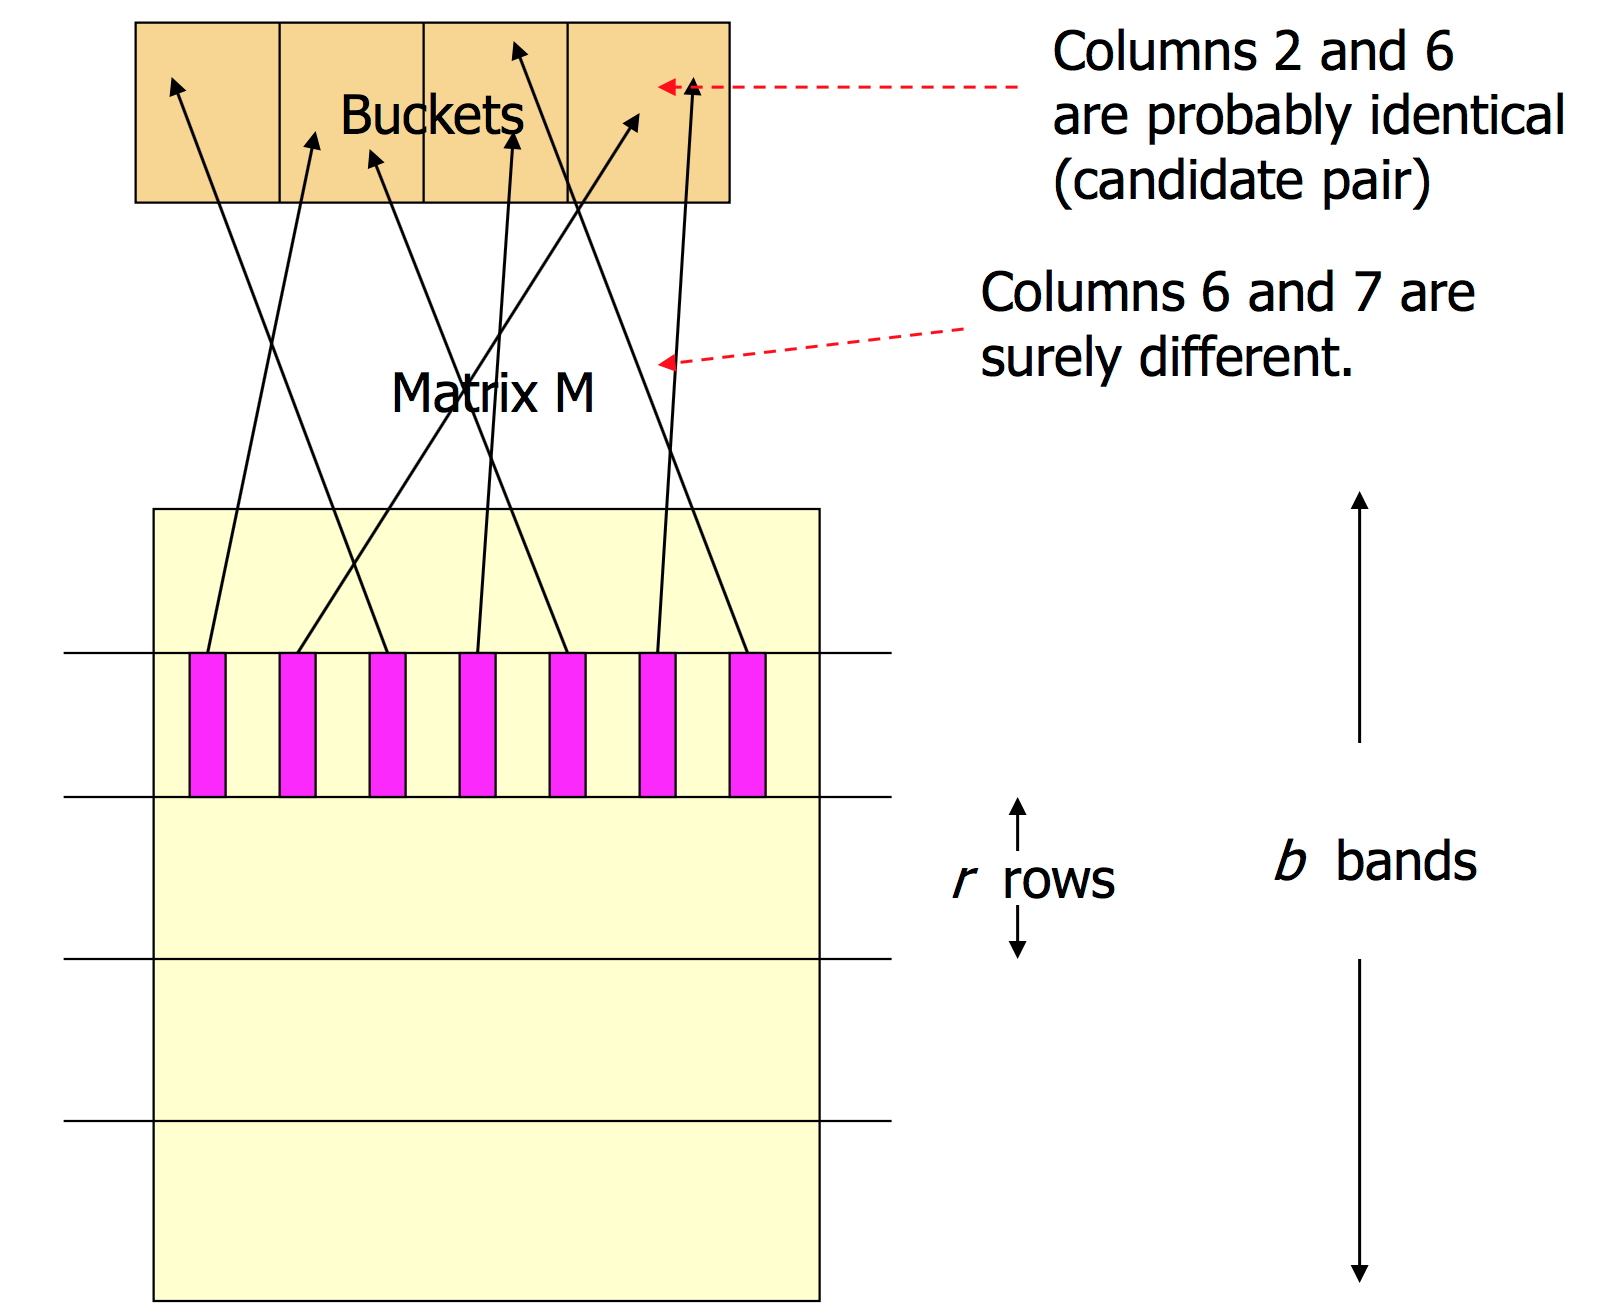 Buckets
Columns 2 and 6
are probably identical
(candidate pair)
Columns 6 and 7 are
surely different.
Matrix M
r rows
b bands